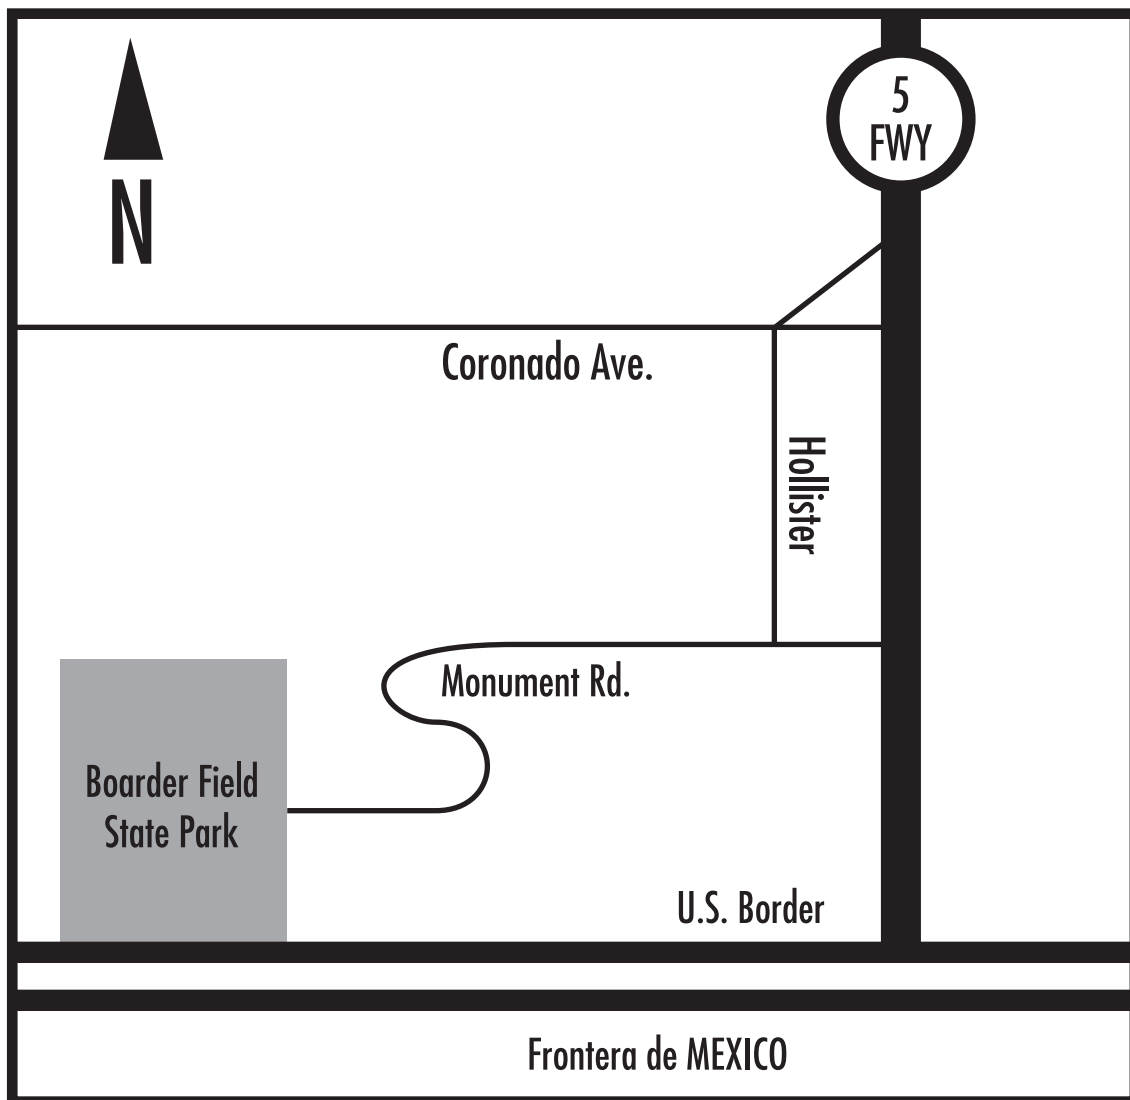 5
FWY
N
Coronado Ave.
Hollister
Monument Rd.
Boarder Field
State Park
U.S. Border
Frontera de MEXICO